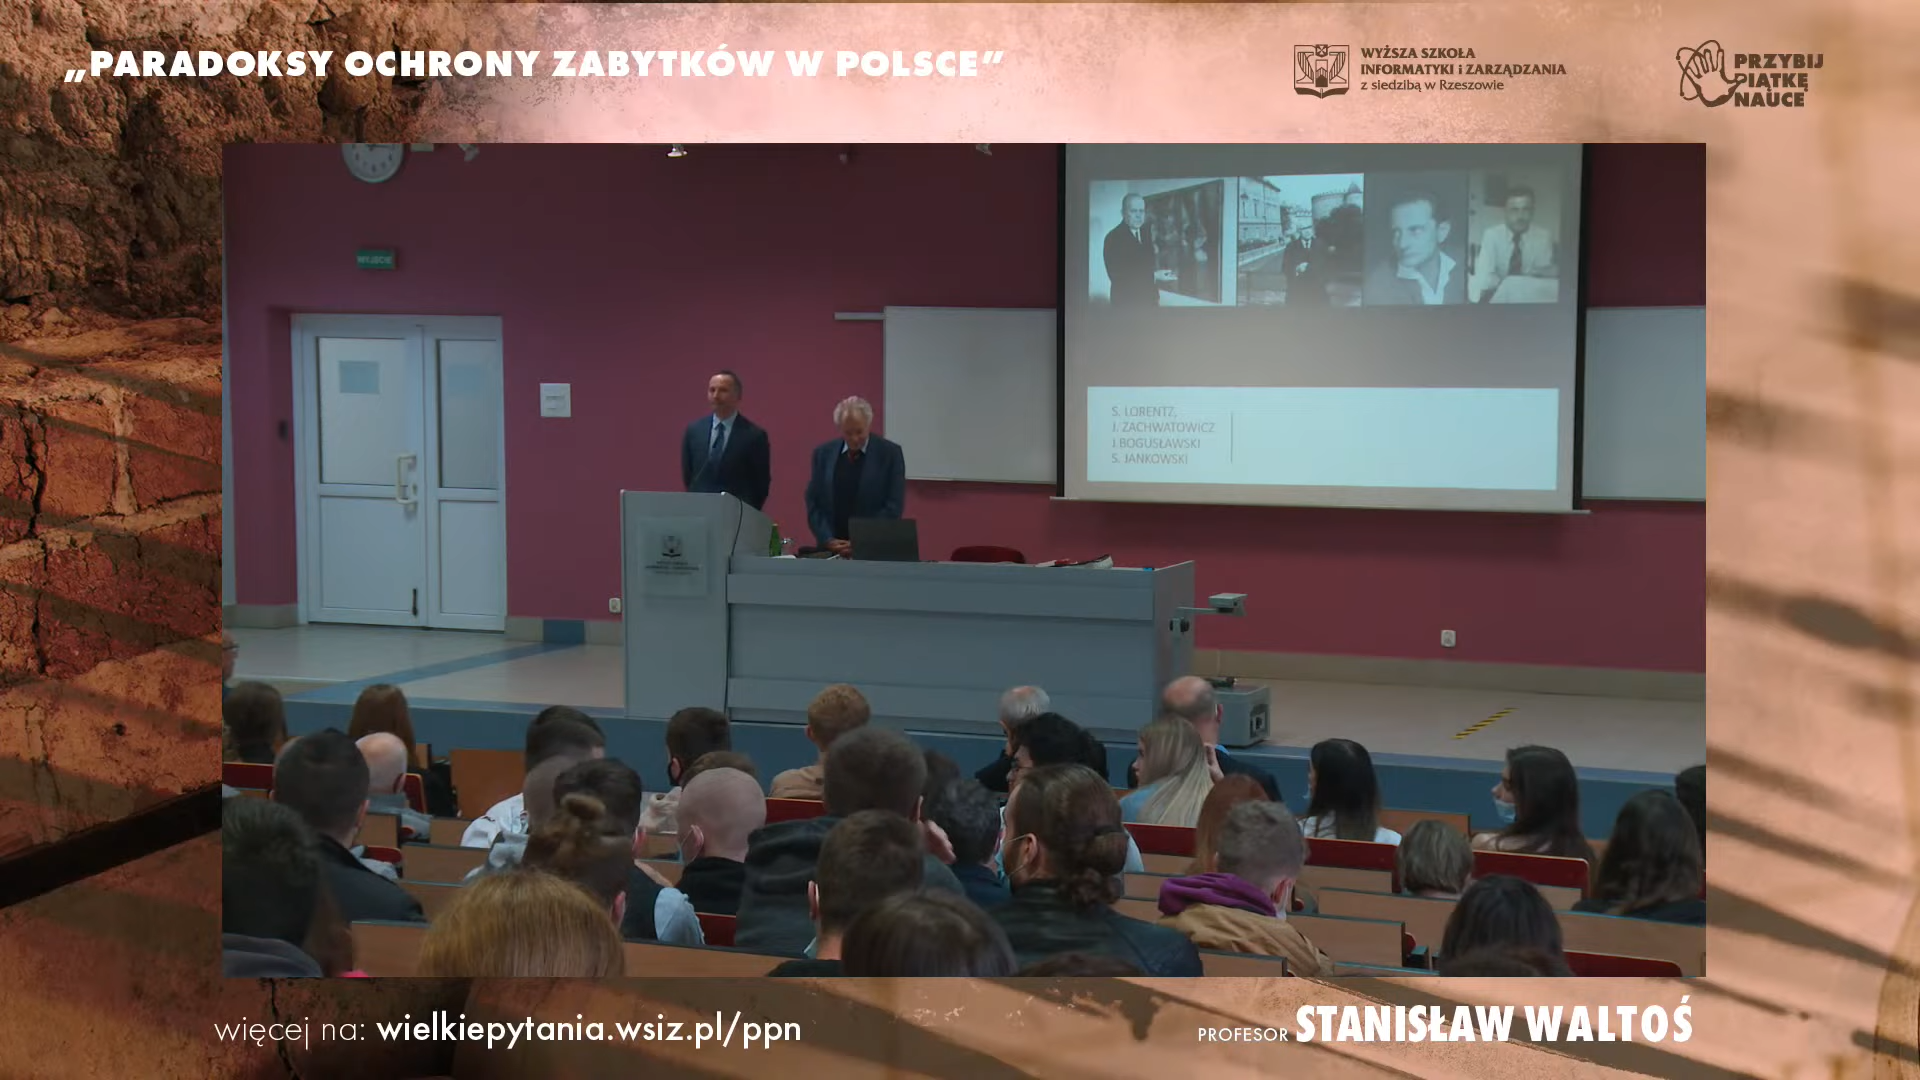 „PARADOKSY OCHRONY ZABYTKÓW W POLSCE”
WYŻSZA SZKOŁA
INFORMATYKI i ZARZĄDZANIA
z siedzibą w Rzeszowie
PRZYBIJ
PIĄTKĘ
NAUCE
WYJŚCIE
S. LORENTZ,
J. ZACHWATOWICZ
J.BOGUSŁAWSKI
S. JANKOWSKI
więcej na: wielkiepytania.wsiz.pl/ppn
PROFESOR STANISŁAW WALTOŚ